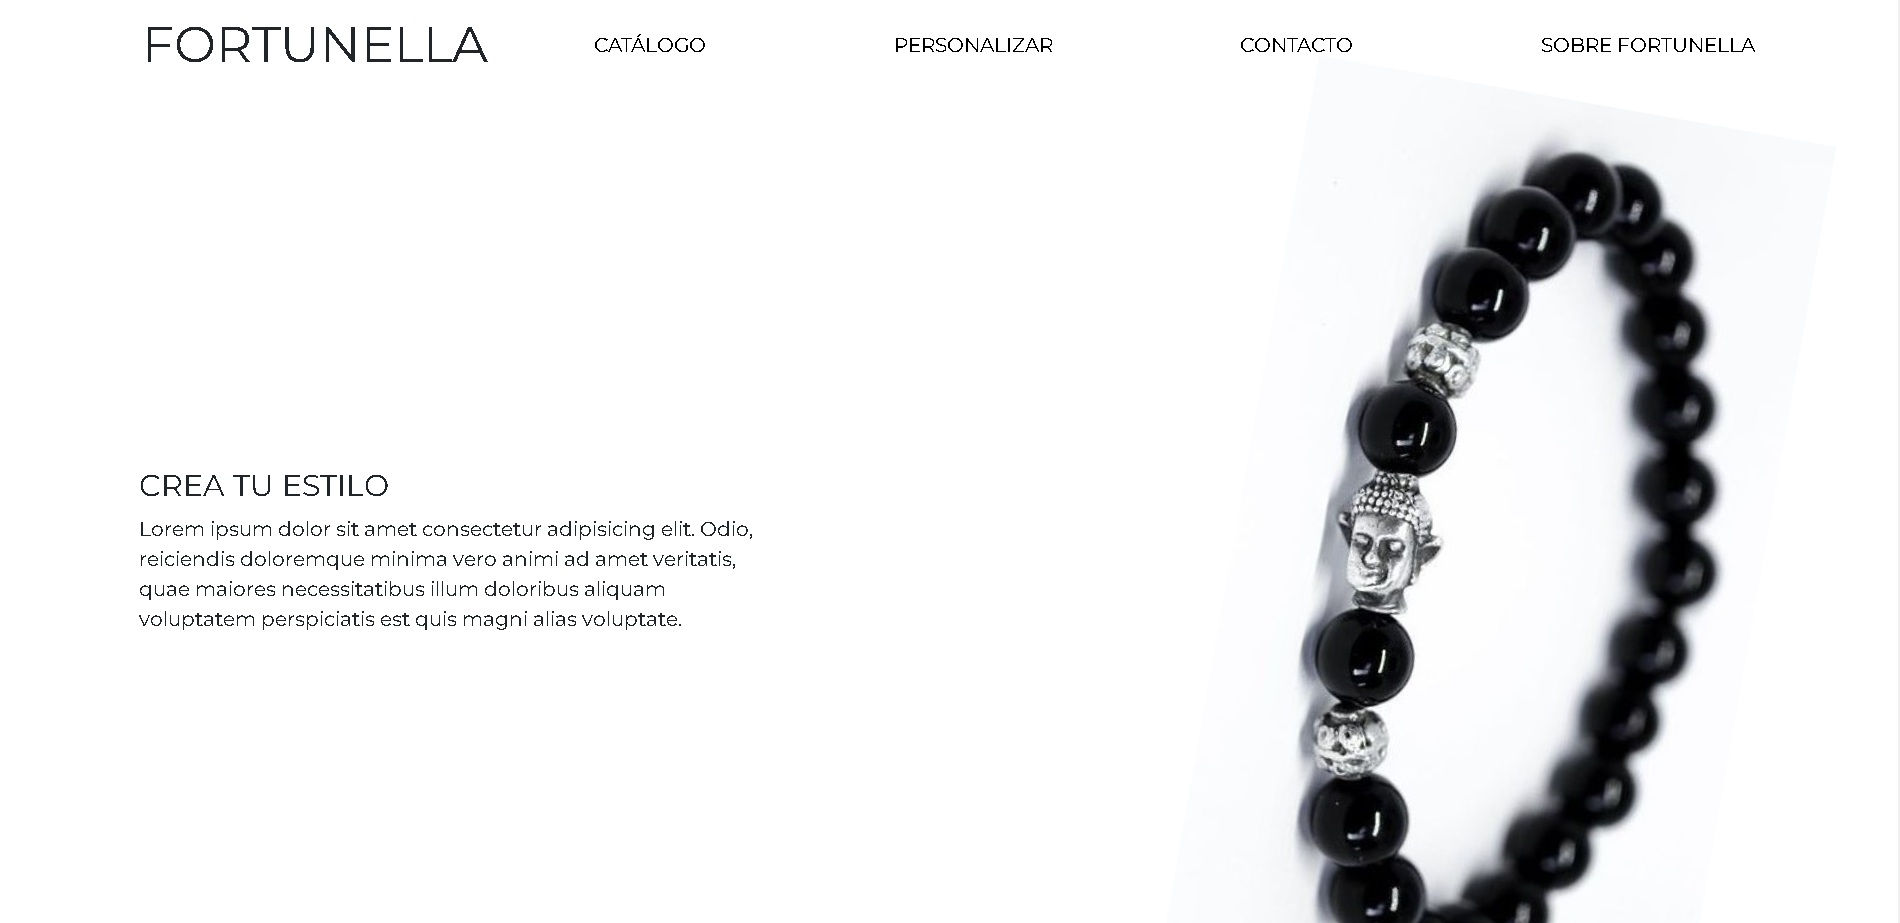 FORTUNELLA
CATÁLOGO
PERSONALIZAR
CONTACTO
SOBRE FORTUNELLA
CREA TU ESTILO
Lorem ipsum dolor sit amet consectetur adipisicing elit. Odio,
reiciendis doloremque minima vero animi ad amet veritatis,
quae maiores necessitatibus illum doloribus aliquam
voluptatem perspiciatis est quis magni alias voluptate.